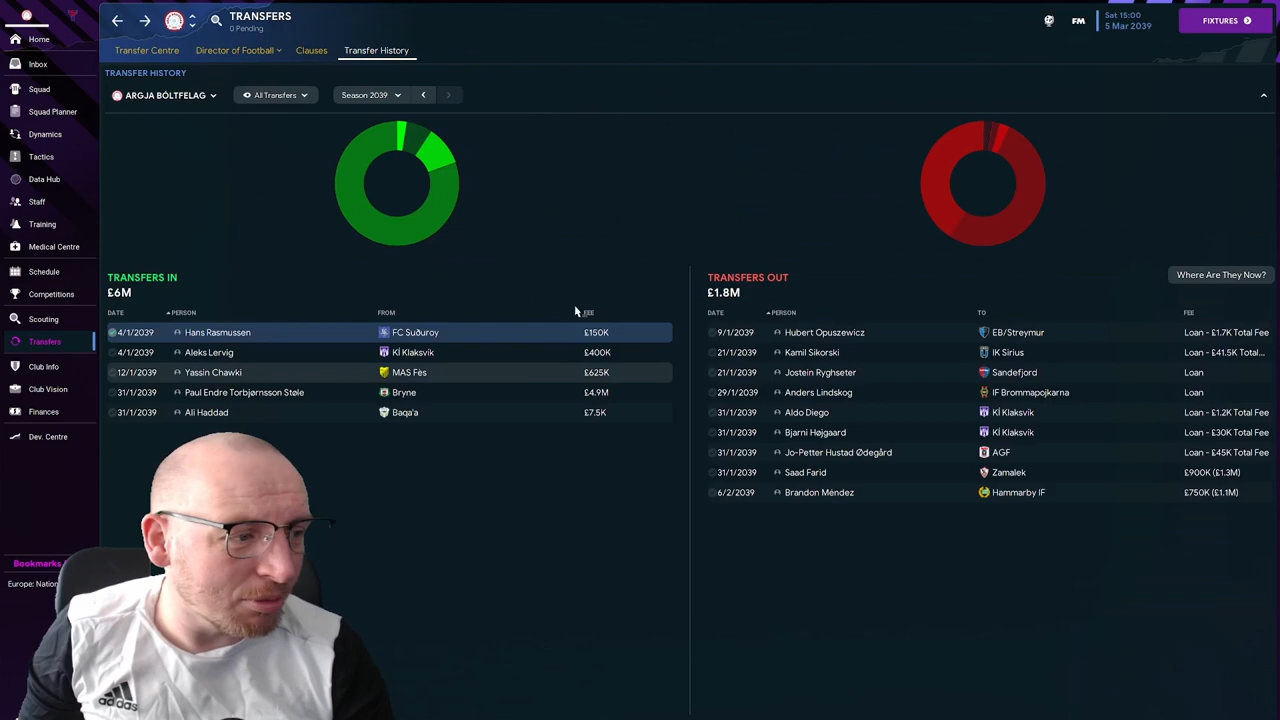 TRANSFERS
0 Pending
FM
Sat 15:00
5 Mar 2039
FIXTURES
Home
Inbox
Squad
Squad Planner
Dynamics
Tactics
Data Hub
Staff
Training
Medical Centre
Schedule
Competitions
Scouting
Transfers
Club Info
Club Vision
Finances
Dev. Centre
Bookmarks
Europe: Nation
Transfer Centre
Director of Football
Clauses
Transfer History
TRANSFER HISTORY
ARGJA BÓLTFELAG
All Transfers
Season 2039
TRANSFERS IN
£6M
DATE PERSON FROM FEE
4/1/2039 Hans Rasmussen FC Suðuroy £150K
4/1/2039 Aleks Lervig KÍ Klaksvík £400K
12/1/2039 Yassin Chawki MAS Fès £625K
31/1/2039 Paul Endre Torbjørnsson Støle Bryne £4.9M
31/1/2039 Ali Haddad Baqa'a £7.5K
TRANSFERS OUT
£1.8M
Where Are They Now?
DATE PERSON TO FEE
9/1/2039 Hubert Opuszewicz EB/Streymur Loan - £1.7K Total Fee
21/1/2039 Kamil Sikorski IK Sirius Loan - £41.5K Total...
21/1/2039 Jostein Ryghseter Sandefjord Loan
29/1/2039 Anders Lindskog IF Brommapojkarna Loan
31/1/2039 Aldo Diego KÍ Klaksvík Loan - £1.2K Total Fee
31/1/2039 Bjarni Højgaard KÍ Klaksvík Loan - £30K Total Fee
31/1/2039 Jo-Petter Hustad Ødegård AGF Loan - £45K Total Fee
31/1/2039 Saad Farid Zamalek £900K (£1.3M)
6/2/2039 Brandon Méndez Hammarby IF £750K (£1.1M)
adidas